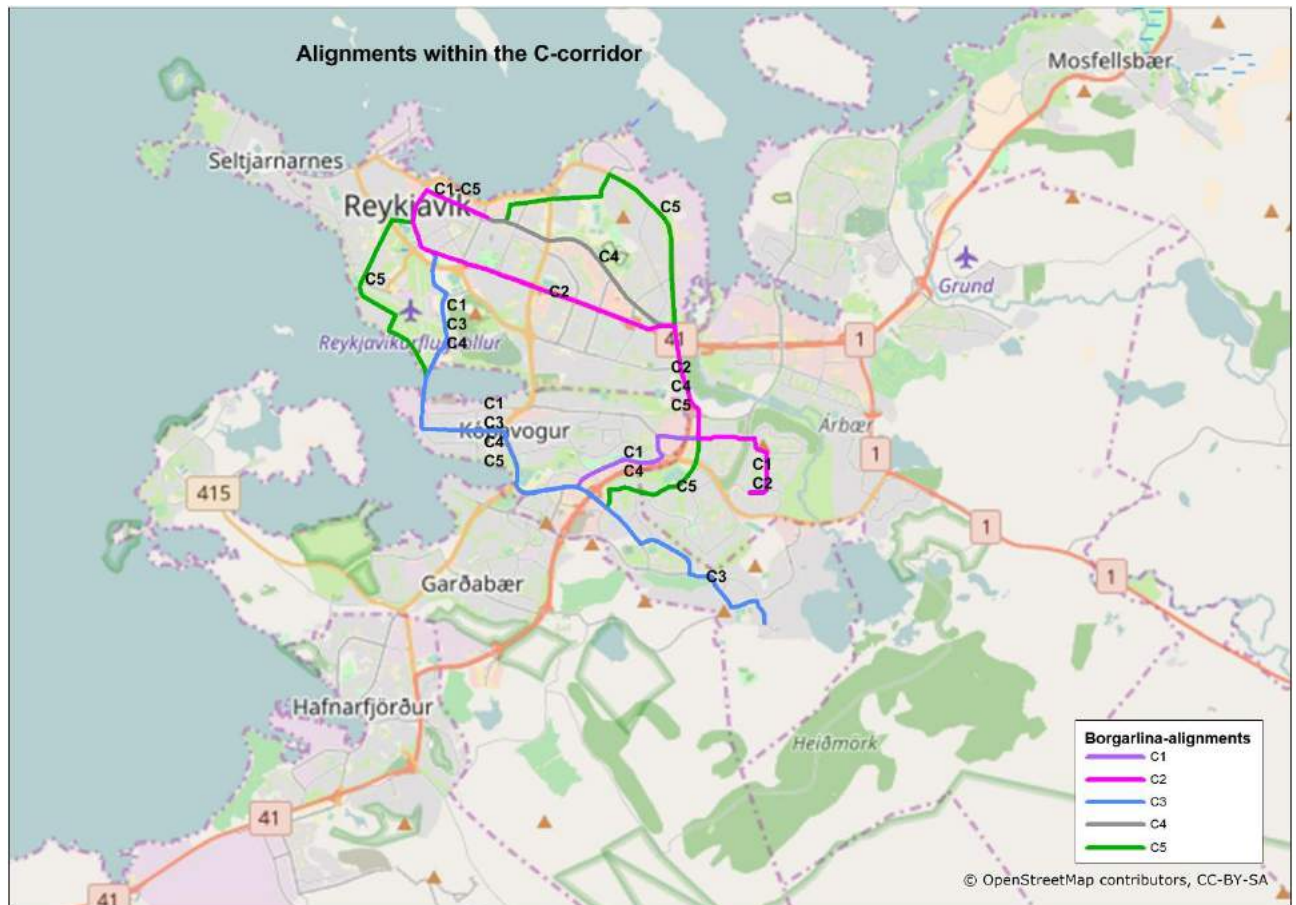 Alignments within the C-corridor
Mosfellsbær
Seltjarnarnes
C1-C5
Reykjavík
C5
C4
C5
C2
Grund
C1
C3
C4
41
1
C2
C4
C5
C1
C3
C4
C5
Kópavogur
Árbær
C1
C4
C1
C2
1
415
C5
1
C3
1
1
Garðabær
Hafnarfjörður
Heiðmörk
41
41
Borgarlina-alignments
C1
C2
C3
C4
C5
© OpenStreetMap contributors, CC-BY-SA